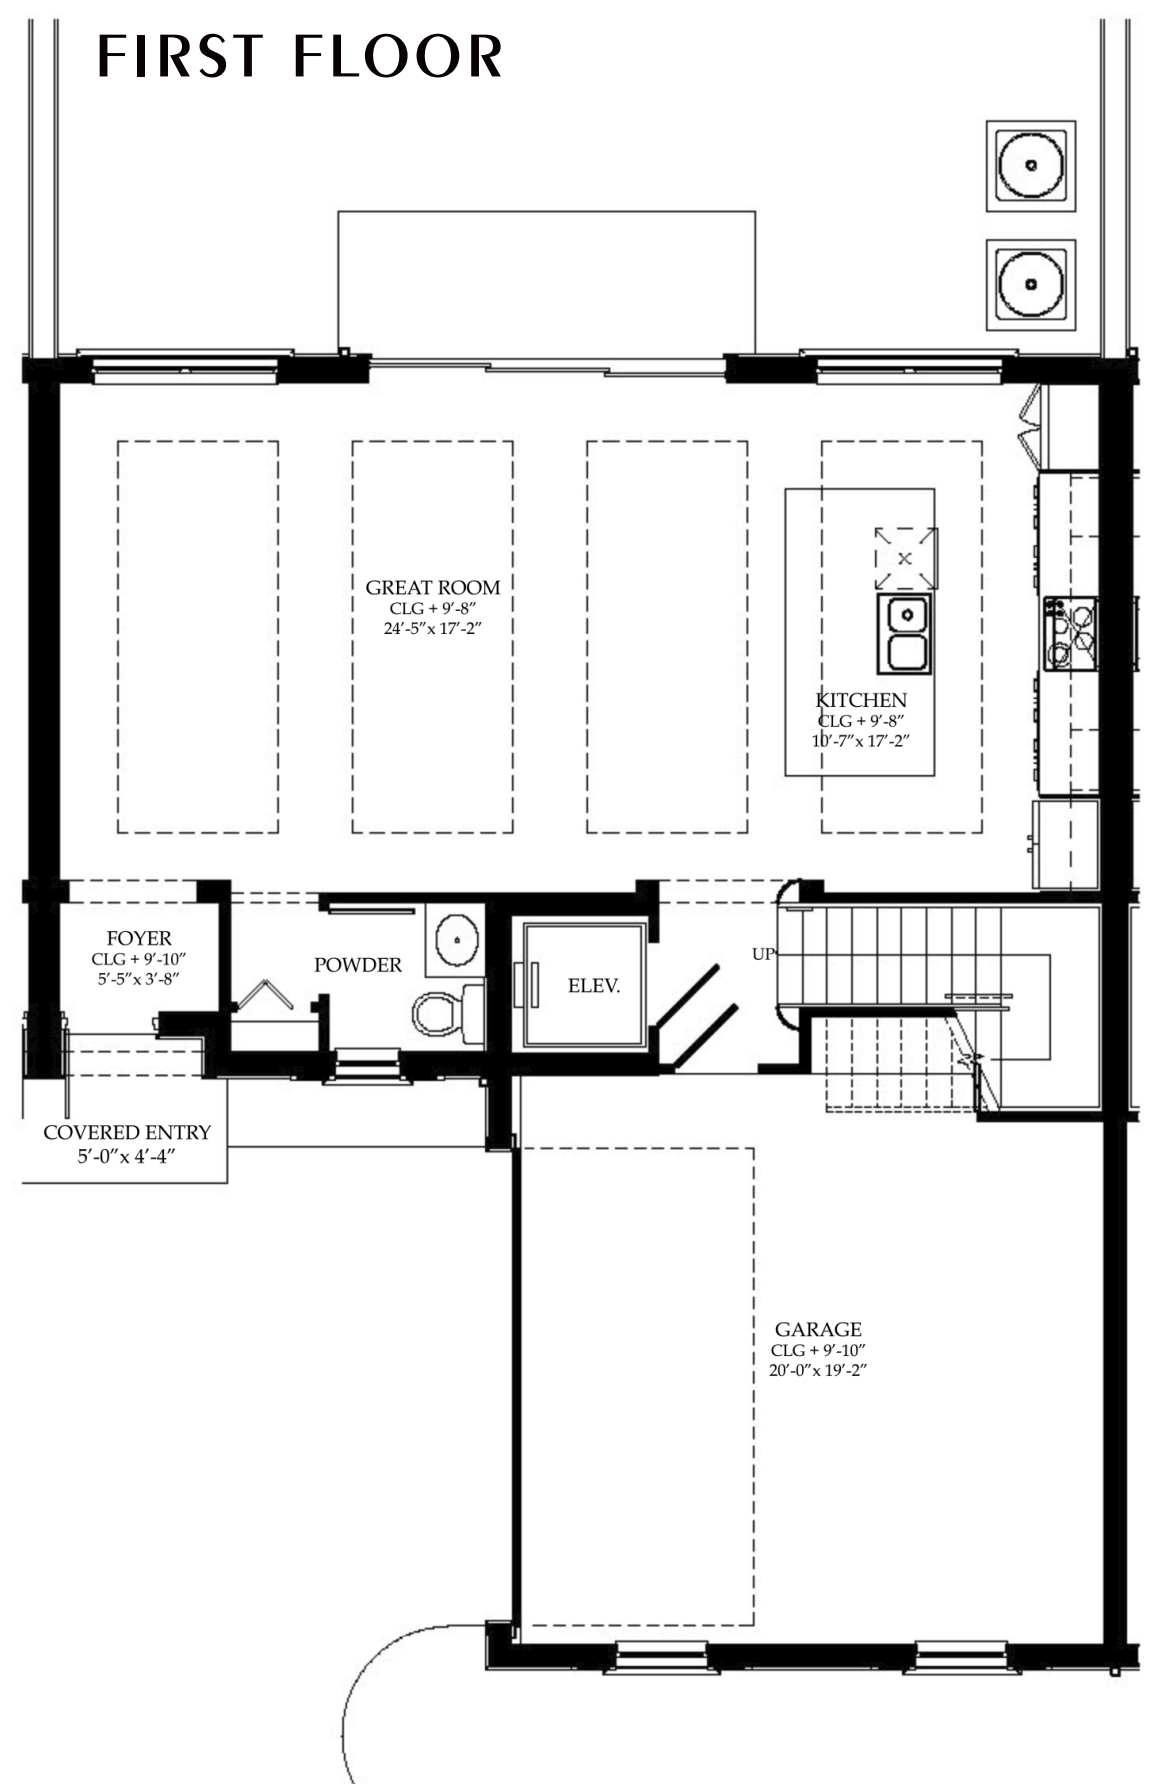 FIRST FLOOR
GREAT ROOM
CLG + 9′-8″
24′-5″x 17′-2″
KITCHEN
CLG + 9′-8″
10′-7″x 17′-2″
FOYER
CLG + 9′-10″
5′-5″x 3′-8″
POWDER
ELEV.
UP
COVERED ENTRY
5′-0″x 4′-4″
GARAGE
CLG + 9′-10″
20′-0″x 19′-2″